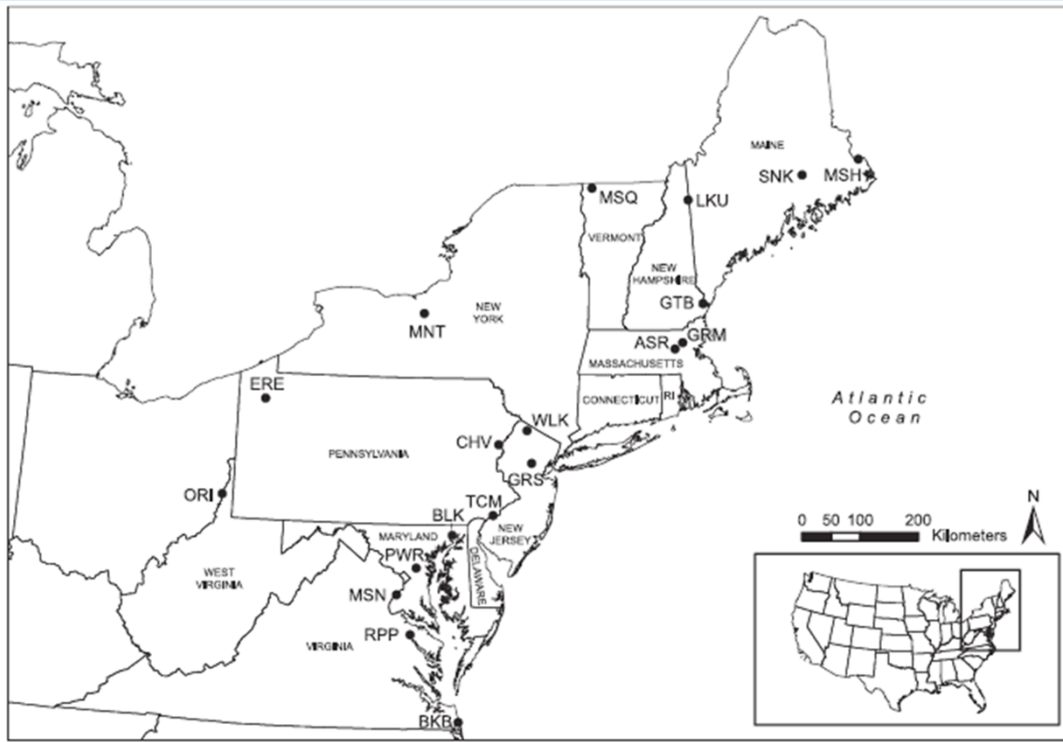 MAINE
SNK
MSH
MSQ
LKU
VERMONT
NEW
HAMPSHIRE
GTB
NEW
YORK
MNT
ASR
GRM
MASSACHUSETTS
ERE
CONNECTICUT
RI
Atlantic
Ocean
WLK
CHV
PENNSYLVANIA
GRS
ORI
TCM
BLK
NEW
JERSEY
MARYLAND
PWR
DELAWARE
WEST
VIRGINIA
MSN
RPP
VIRGINIA
BKB
N
0 50 100 200
Kilometers